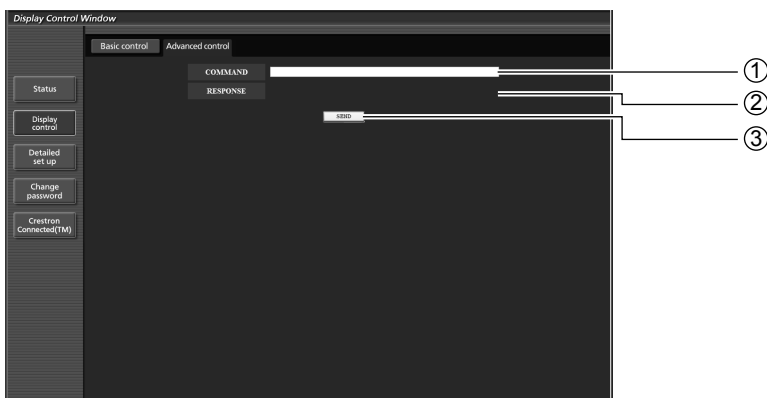 Display Control Window
Basic control
Advanced control
COMMAND
①
Status
RESPONSE
②
Display
control
SEND
③
Detailed
set up
Change
password
Crestron
Connected(TM)